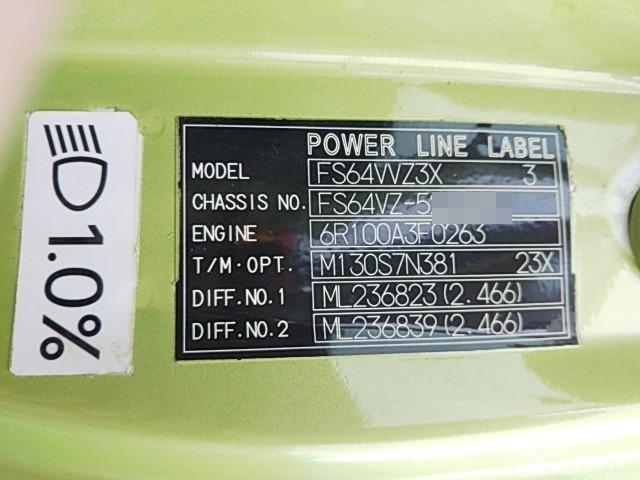 POWER LINE LABEL
MODEL FS64VVZ3X 3
CHASSIS NO. FS64VZ-5
ENGINE 6R100A3F0263
T/M·OPT. M130S7N381 23X
DIFF.NO.1 ML236823(2.466)
DIFF.NO.2 ML236839(2.466)
1.0%